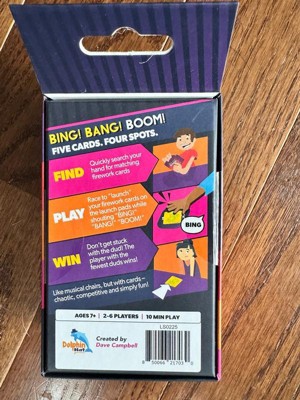 BING! BANG! BOOM!
FIVE CARDS. FOUR SPOTS.
FIND
Quickly search
your hand for matching
firework cards
PLAY
Race to "launch"
your firework cards on
the launch pads while
shouting "BING!"
"BANG!" "BOOM!"
BING
WIN
Don't get stuck
with the dud! The
player with the
fewest duds wins!
Like musical chairs, but with cards –
chaotic, competitive and simply fun!
AGES 7+ | 2-6 PLAYERS | 10 MIN PLAY
Dolphin
Hat
Created by
Dave Campbell
LS0225